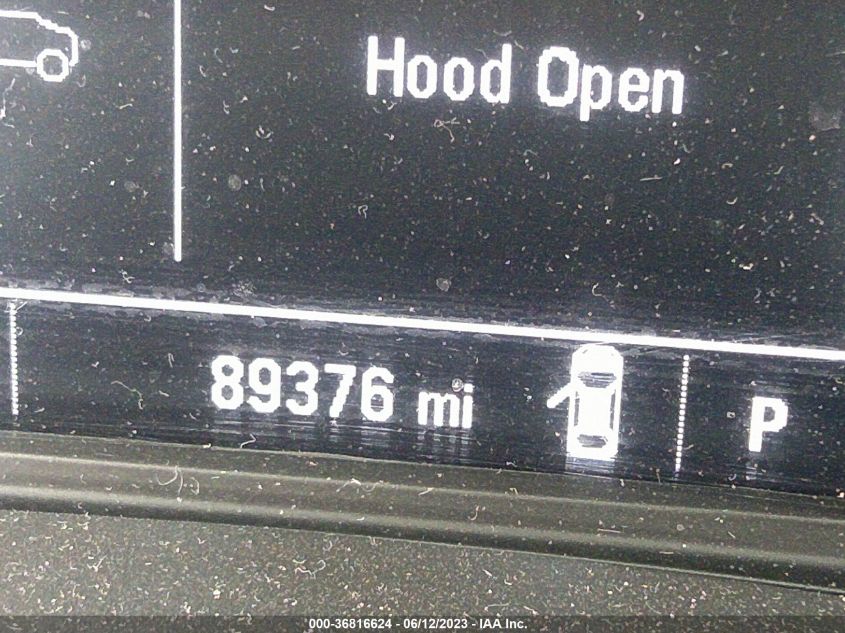 Hood Open
89376 mi
P
000-36816624 - 06/12/2023 - IAA Inc.